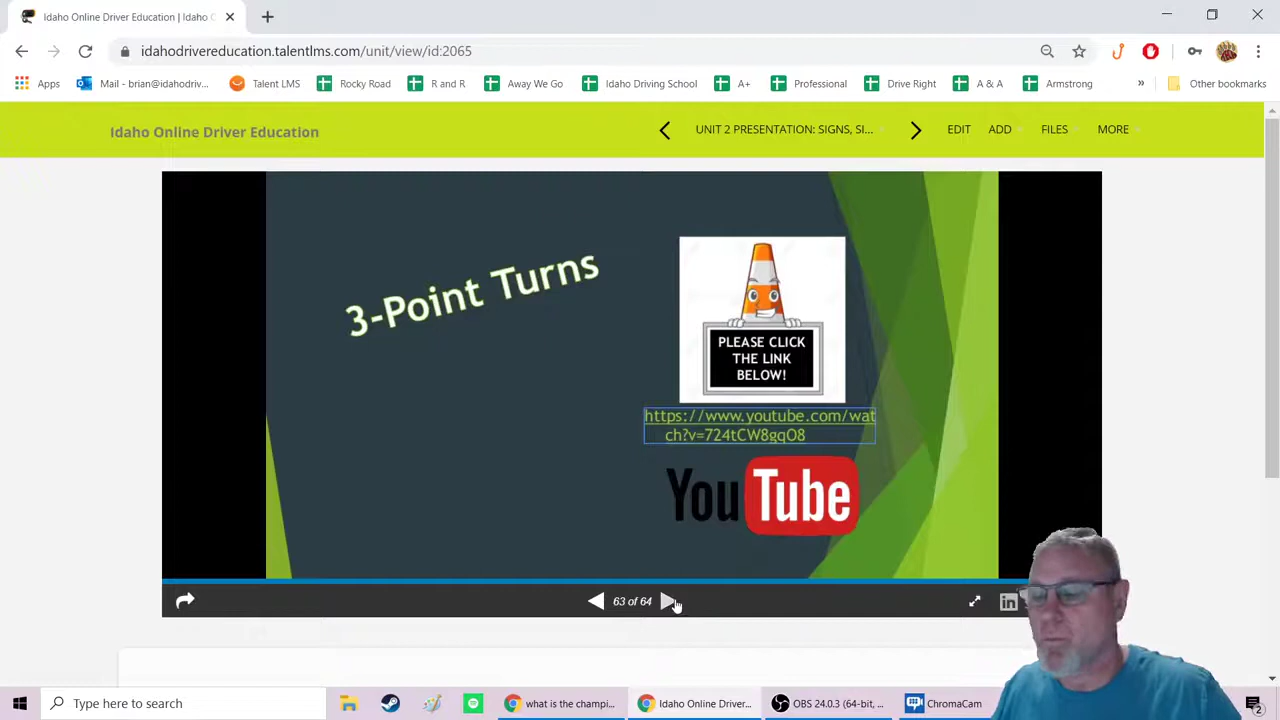 Idaho Online Driver Education | Idaho O
idahodrivereducation.talentlms.com/unit/view/id:2065
Apps
Mail - brian@idahodriv...
Talent LMS
Rocky Road
R and R
Away We Go
Idaho Driving School
A+
Professional
Drive Right
A & A
Armstrong
»
Other bookmarks
Idaho Online Driver Education
UNIT 2 PRESENTATION: SIGNS, SI...
EDIT
ADD
FILES
MORE
3-Point Turns
PLEASE CLICK
THE LINK
BELOW!
https://www.youtube.com/wat
ch?v=724tCW8gqO8
YouTube
63 of 64
in
Type here to search
what is the champi...
Idaho Online Driver...
OBS 24.0.3 (64-bit, ...
ChromaCam
2